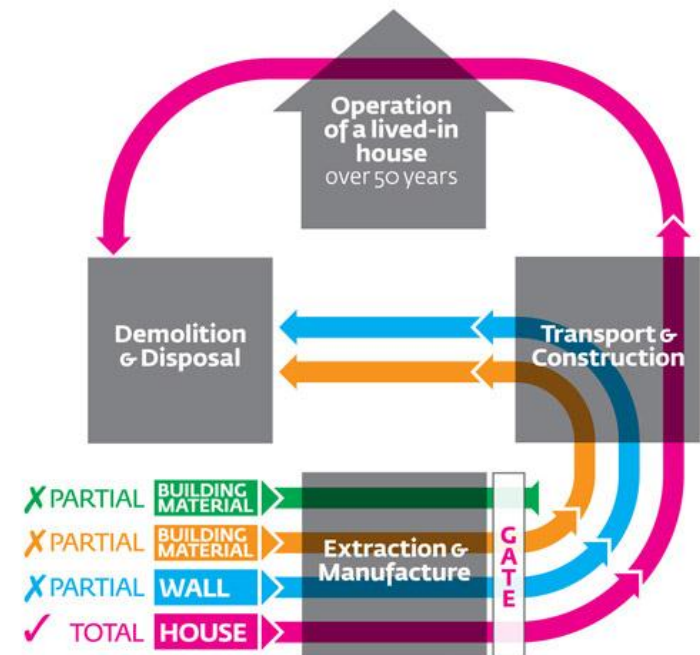 Operation
of a lived-in
house
over 50 years
Demolition
& Disposal
Transport &
Construction
✗ PARTIAL BUILDING MATERIAL
✗ PARTIAL BUILDING MATERIAL
✗ PARTIAL WALL
✓ TOTAL HOUSE
Extraction &
Manufacture
GATE